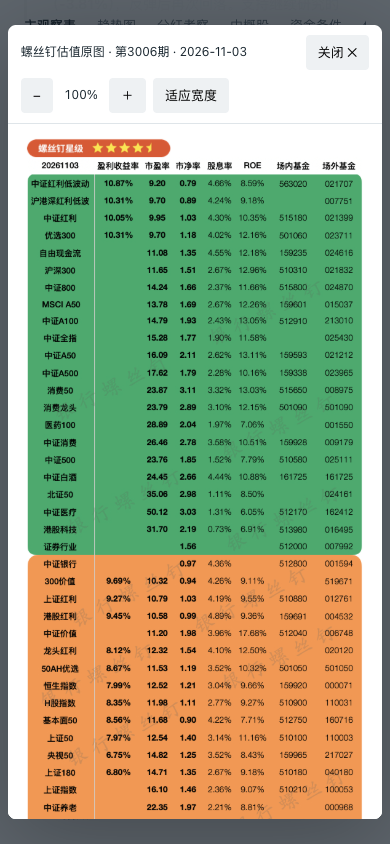 螺丝钉估值原图 · 第3006期 · 2026-11-03
关闭 ✕
− 100% + 适应宽度
螺丝钉星级
20261103 盈利收益率 市盈率 市净率 股息率 ROE 场内基金 场外基金
中证红利低波动 10.87% 9.20 0.79 4.66% 8.59% 563020 021707
沪港深红利低波 10.31% 9.70 0.89 4.24% 9.18% 007751
中证红利 10.05% 9.95 1.03 4.30% 10.35% 515180 021399
优选300 10.31% 9.70 1.18 4.02% 12.16% 501060 023711
自由现金流 11.08 1.35 4.55% 12.18% 159235 024616
沪深300 11.65 1.51 2.67% 12.96% 510310 021832
中证800 14.24 1.66 2.37% 11.66% 515800 024870
MSCI A50 13.78 1.69 2.67% 12.26% 159601 015037
中证A100 14.79 1.93 2.43% 13.05% 512910 213010
中证全指 15.28 1.77 1.90% 11.58% 025430
中证A50 16.09 2.11 2.62% 13.11% 159593 021212
中证A500 17.62 1.79 2.28% 10.16% 159338 023965
消费50 23.87 3.11 3.32% 13.03% 515650 008975
消费龙头 23.79 2.89 3.10% 12.15% 501090 501090
医药100 28.89 2.04 1.97% 7.06% 001550
中证消费 26.46 2.78 3.56% 10.51% 159928 009179
中证500 23.76 1.85 1.52% 7.79% 510580 025111
中证白酒 24.45 2.66 4.44% 10.88% 161725 161725
北证50 35.06 2.98 1.11% 8.50% 024161
中证医疗 50.12 3.03 1.31% 6.05% 512170 162412
港股科技 31.70 2.19 0.73% 6.91% 513980 016495
证券行业 1.56 512000 007992
中证银行 0.97 4.36% 512800 001594
300价值 9.69% 10.32 0.94 4.26% 9.11% 519671
上证红利 9.27% 10.79 1.03 4.19% 9.55% 510880 012761
港股红利 9.45% 10.58 0.99 4.89% 9.36% 159691 004532
中证价值 11.20 1.98 3.96% 17.68% 512040 006748
龙头红利 8.12% 12.32 1.54 4.10% 12.50% 020120
50AH优选 8.67% 11.53 1.19 3.52% 10.32% 501050 501050
恒生指数 7.99% 12.52 1.21 3.04% 9.66% 159920 000071
H股指数 8.35% 11.98 1.11 2.77% 9.27% 510900 110031
基本面50 8.56% 11.68 0.90 4.22% 7.71% 512750 160716
上证50 7.97% 12.54 1.40 3.14% 11.16% 510800 110003
央视50 6.75% 14.82 1.25 3.52% 8.43% 159965 217027
上证180 6.80% 14.71 1.35 2.67% 9.18% 510180 040180
上证指数 16.10 1.46 2.36% 9.07% 510210 100053
中证养老 22.35 1.97 2.21% 8.81% 000968